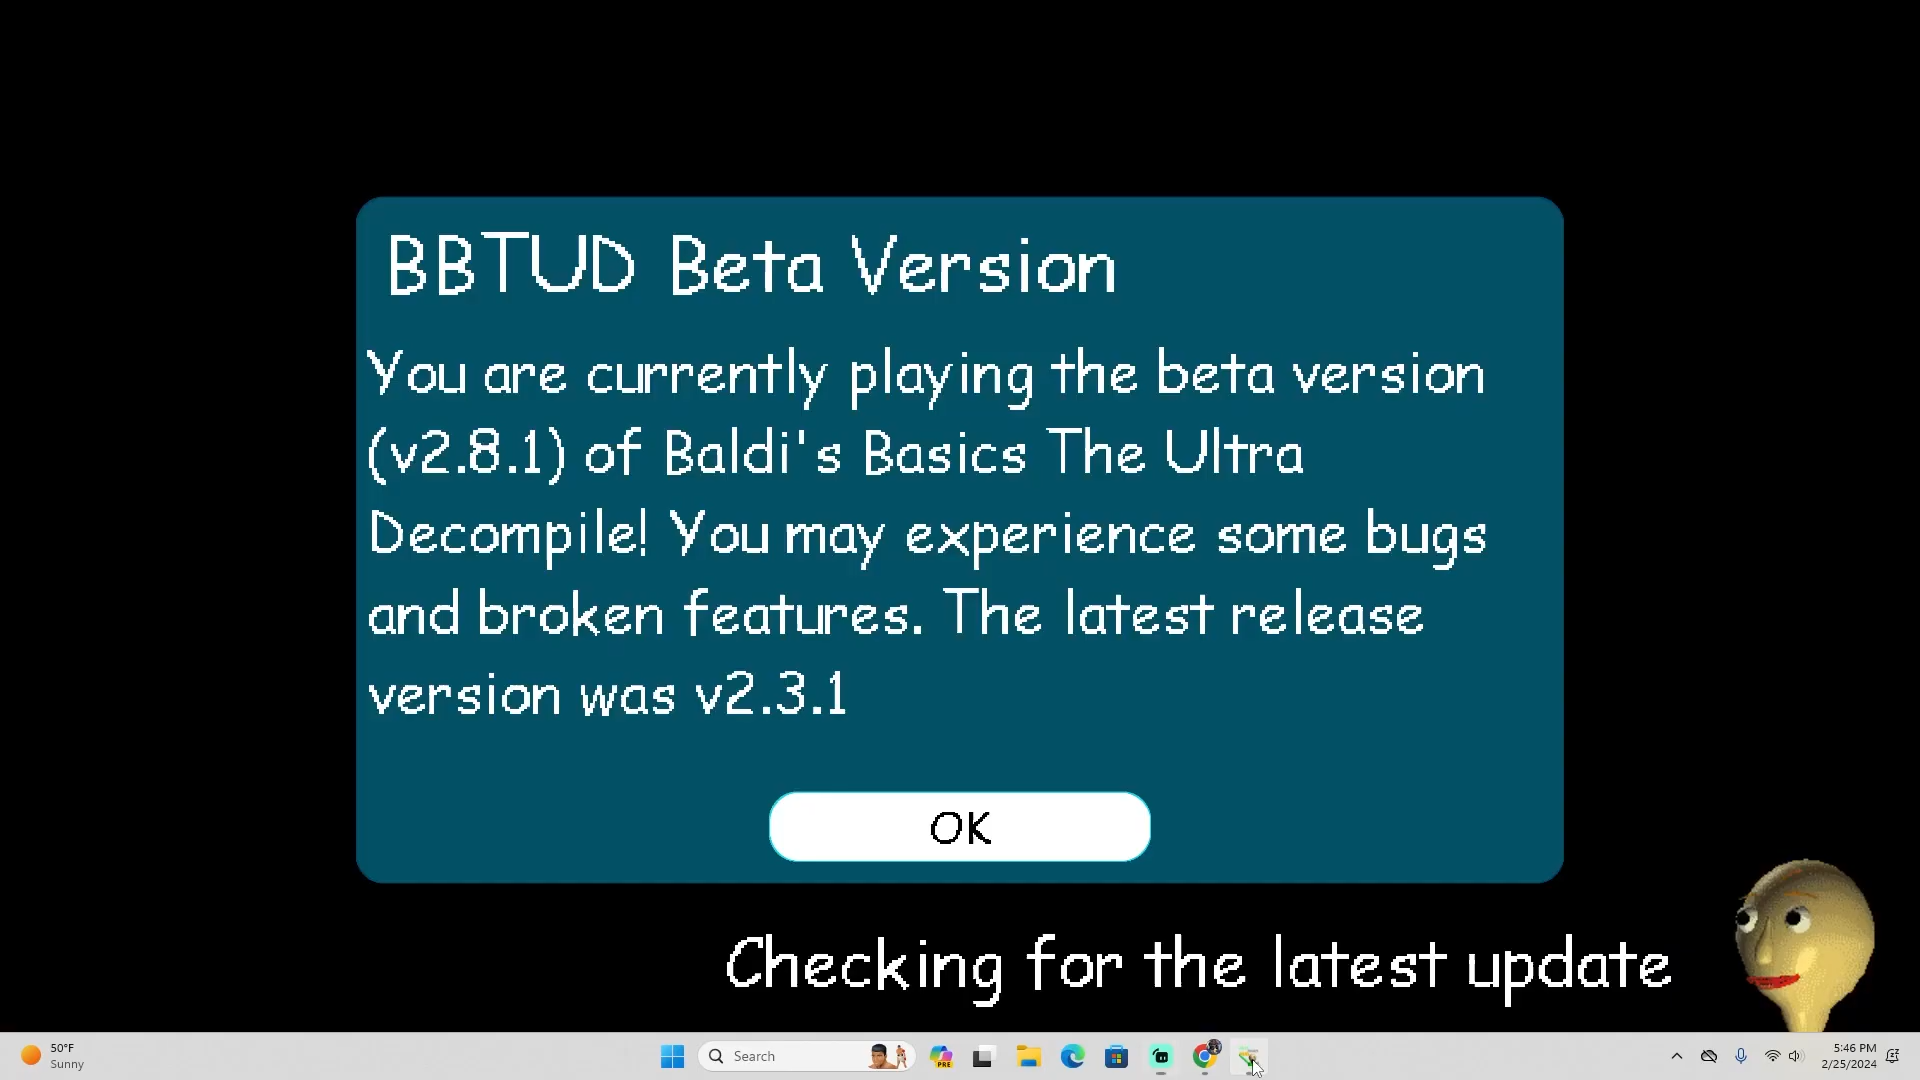 BBTUD Beta Version
You are currently playing the beta version
(v2.8.1) of Baldi's Basics The Ultra
Decompile! You may experience some bugs
and broken features. The latest release
version was v2.3.1
OK
Checking for the latest update
50°F
Sunny
Search
PRE
5:46 PM
2/25/2024